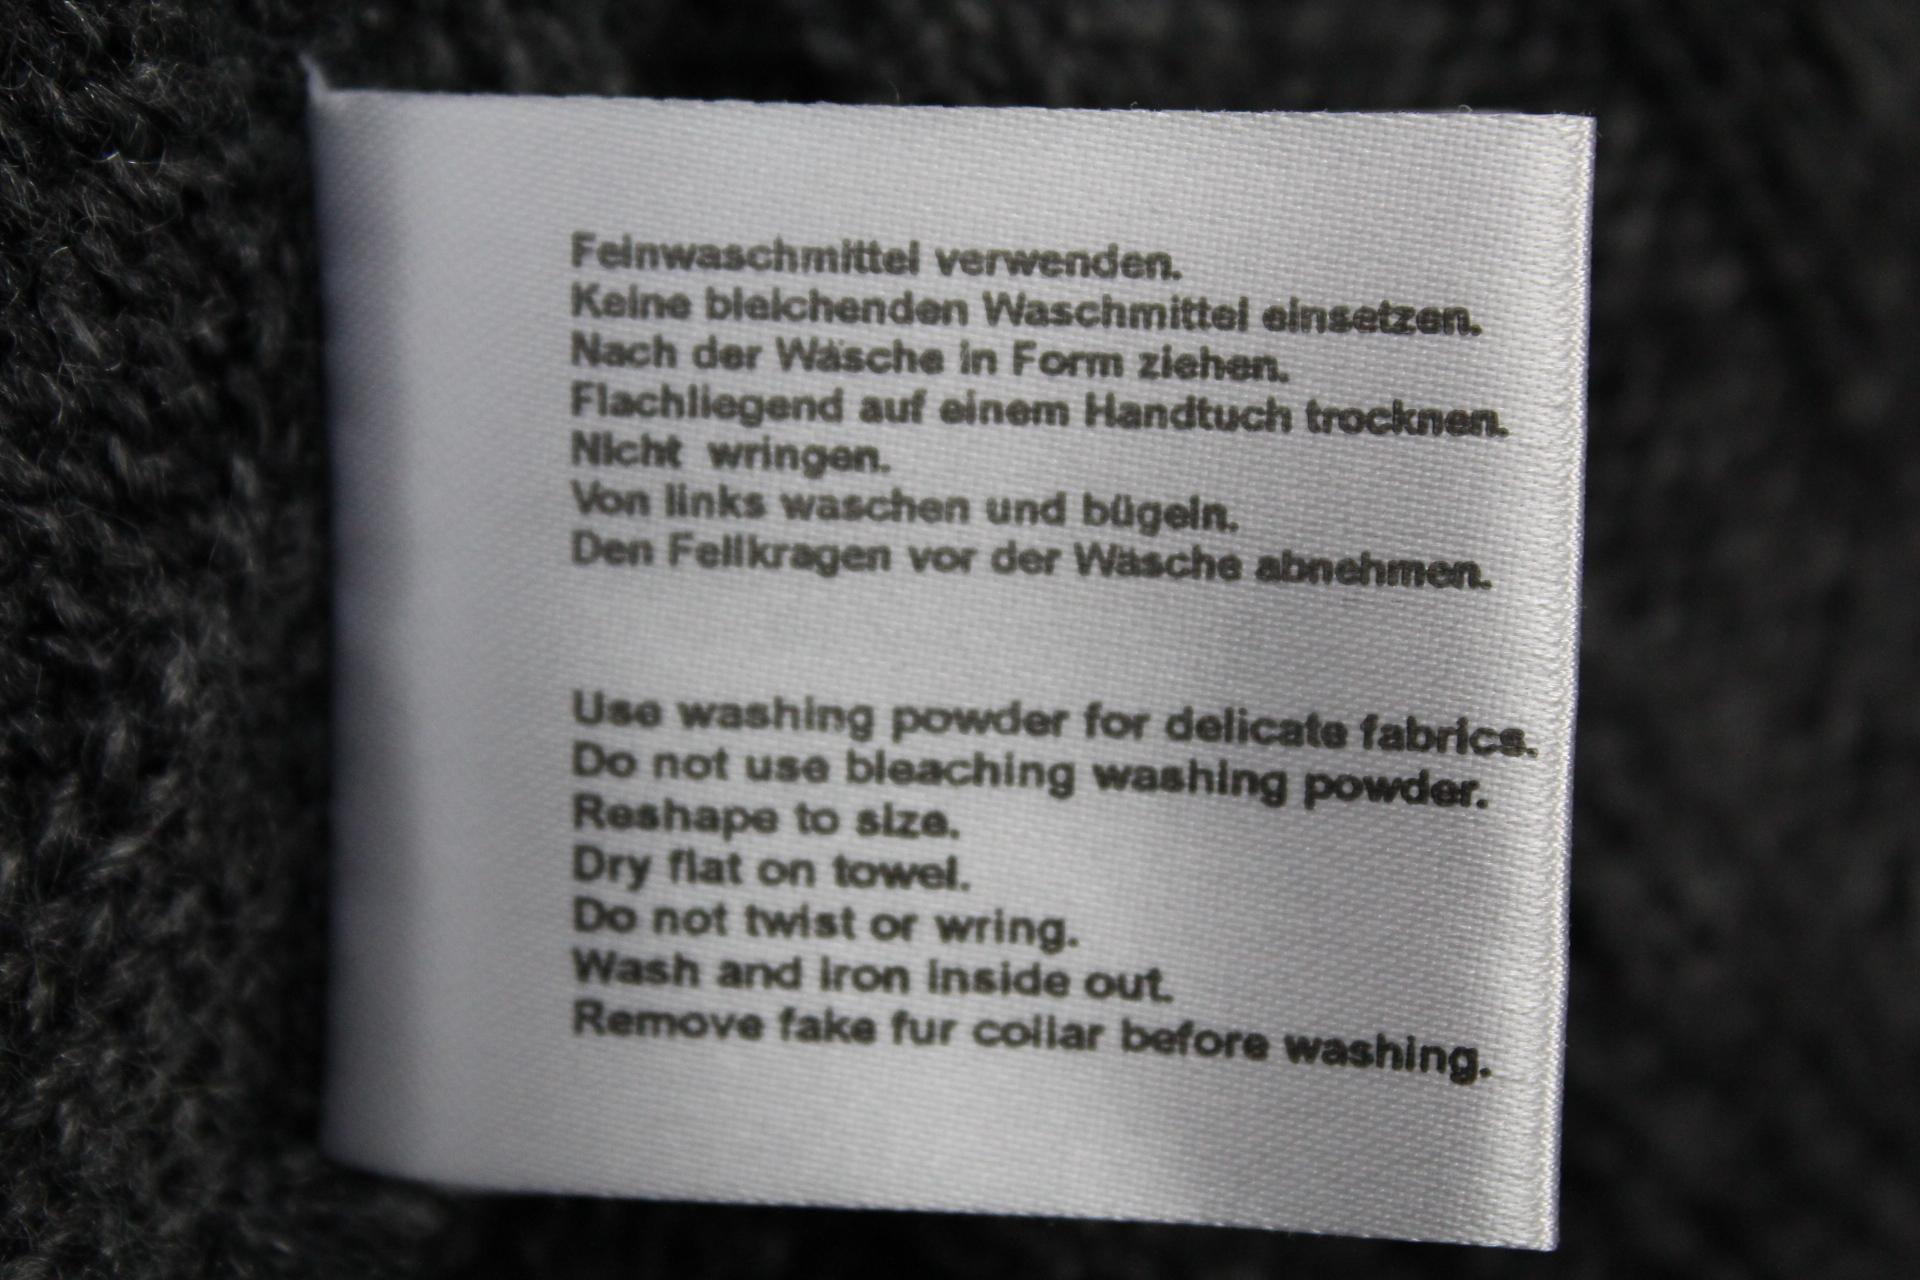 Feinwaschmittel verwenden.
Keine bleichenden Waschmittel einsetzen.
Nach der Wäsche in Form ziehen.
Flachliegend auf einem Handtuch trocknen.
Nicht wringen.
Von links waschen und bügeln.
Den Fellkragen vor der Wäsche abnehmen.
Use washing powder for delicate fabrics.
Do not use bleaching washing powder.
Reshape to size.
Dry flat on towel.
Do not twist or wring.
Wash and iron inside out.
Remove fake fur collar before washing.